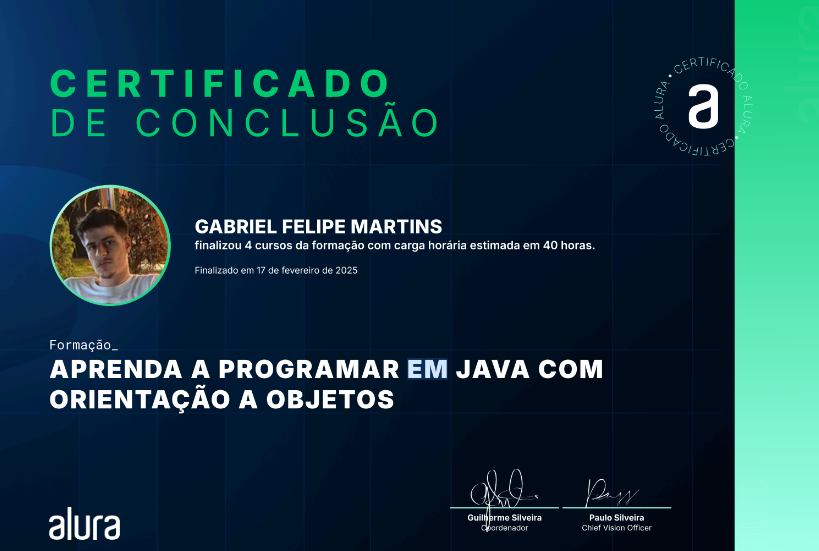 CERTIFICADO
DE CONCLUSÃO
CERTIFICADO ALURA • CERTIFICADO ALURA •
a
GABRIEL FELIPE MARTINS
finalizou 4 cursos da formação com carga horária estimada em 40 horas.
Finalizado em 17 de fevereiro de 2025
Formação_
APRENDA A PROGRAMAR EM JAVA COM
ORIENTAÇÃO A OBJETOS
alura
Guilherme Silveira
Coordenador
Paulo Silveira
Chief Vision Officer